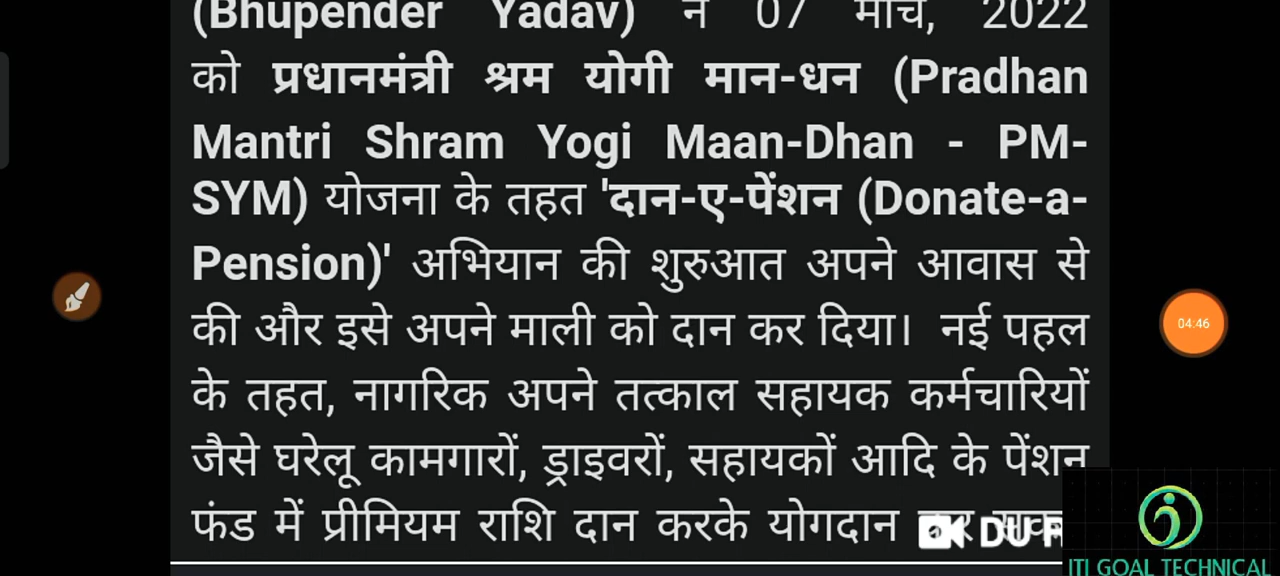 (Bhupender Yadav) ने 07 मार्च, 2022
को प्रधानमंत्री श्रम योगी मान-धन (Pradhan
Mantri Shram Yogi Maan-Dhan - PM-
SYM) योजना के तहत 'दान-ए-पेंशन (Donate-a-
Pension)' अभियान की शुरुआत अपने आवास से
की और इसे अपने माली को दान कर दिया। नई पहल
के तहत, नागरिक अपने तत्काल सहायक कर्मचारियों
जैसे घरेलू कामगारों, ड्राइवरों, सहायकों आदि के पेंशन
फंड में प्रीमियम राशि दान करके योगदान
04:46
DU
ITI GOAL TECHNICAL